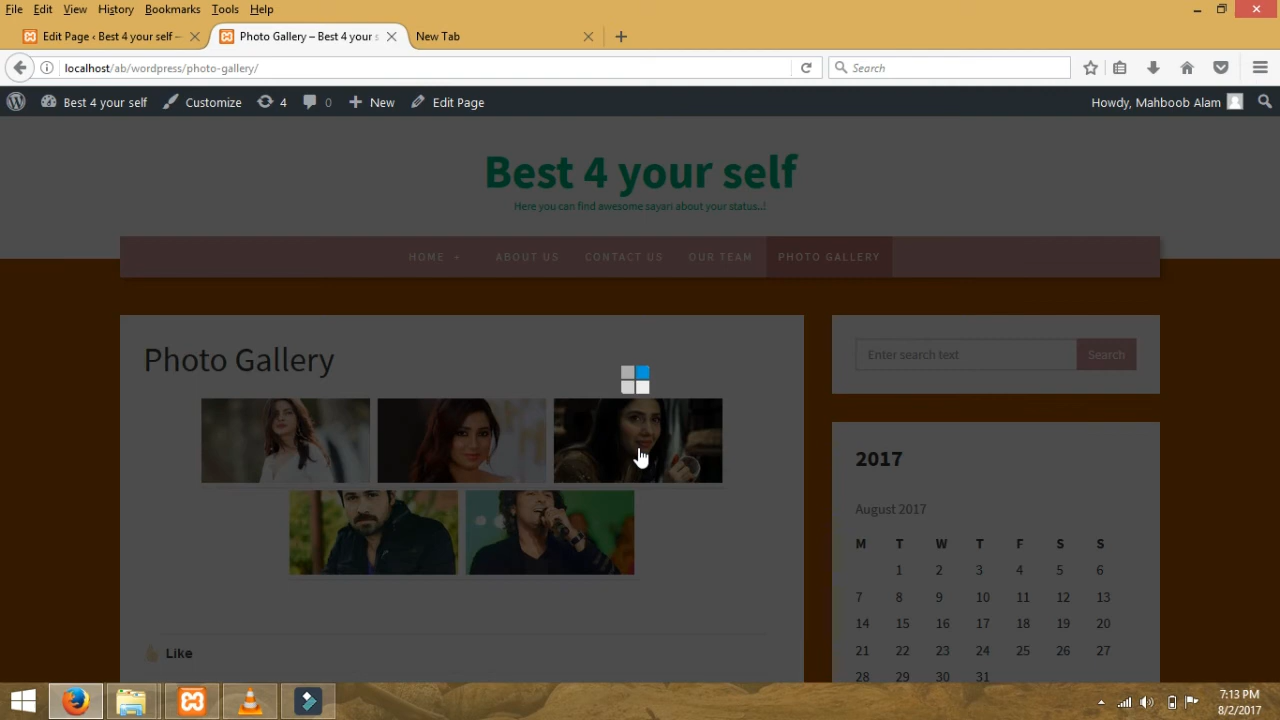 File Edit View History Bookmarks Tools Help
Edit Page ‹ Best 4 your self —
Photo Gallery – Best 4 your s
New Tab
localhost/ab/wordpress/photo-gallery/
Search
Best 4 your self
Customize
4
0
New
Edit Page
Howdy, Mahboob Alam
Best 4 your self
Here you can find awesome sayari about your status..!
HOME + ABOUT US CONTACT US OUR TEAM PHOTO GALLERY
Photo Gallery
Enter search text
Search
2017
August 2017
M T W T F S S
1 2 3 4 5 6
7 8 9 10 11 12 13
14 15 16 17 18 19 20
21 22 23 24 25 26 27
28 29 30 31
Like
7:13 PM
8/2/2017